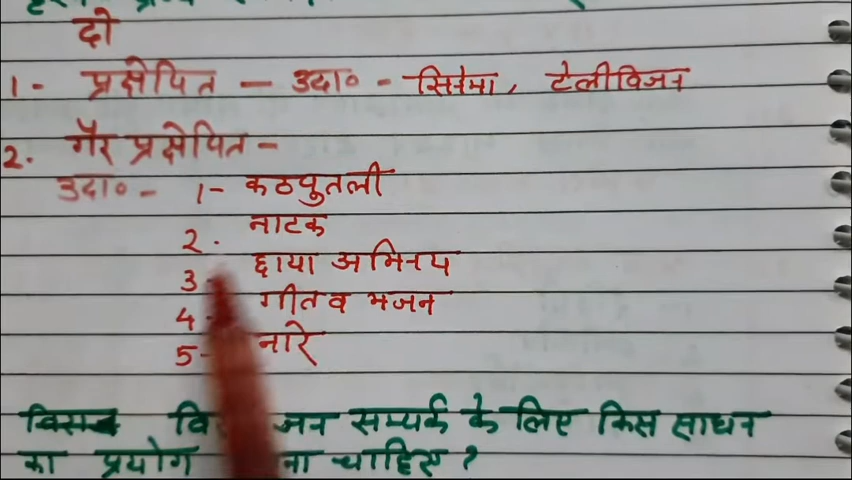 दो
1- प्रक्षेपित - उदा० - सिनेमा, टेलीविजन
2. गैर प्रक्षेपित -
उदा० - 1- कठपुतली
2. नाटक
3- छाया अभिनय
4- गीत व भजन
5- नारे
जन सम्पर्क के लिए किस साधन
का प्रयोग चाहिए ?